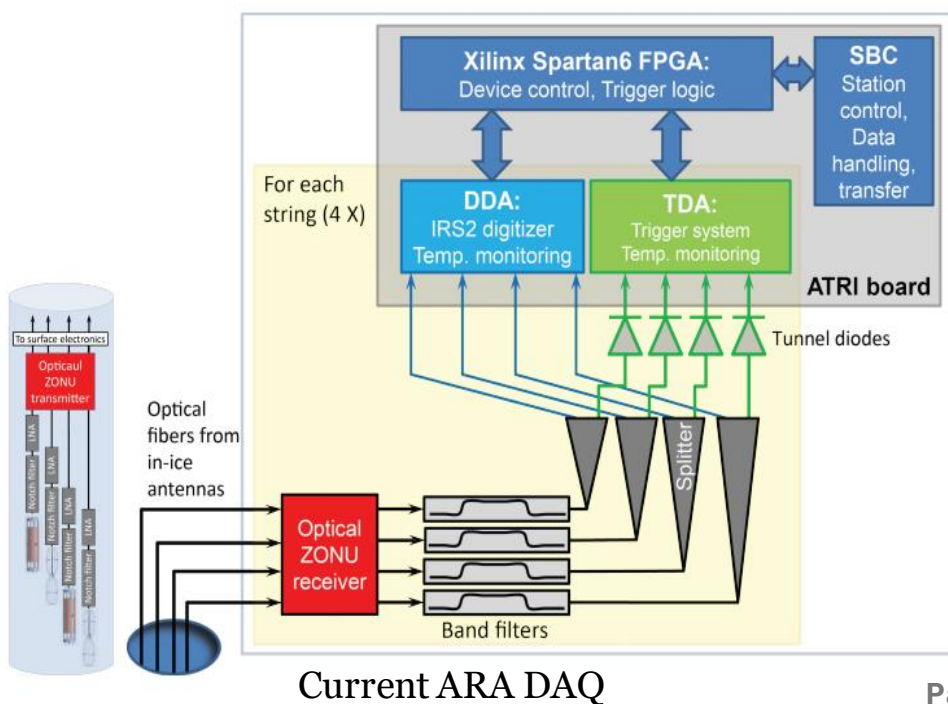 Xilinx Spartan6 FPGA:
Device control, Trigger logic
SBC
Station
control,
Data
handling,
transfer
For each
string (4 X)
DDA:
IRS2 digitizer
Temp. monitoring
TDA:
Trigger system
Temp. monitoring
ATRI board
Tunnel diodes
To surface electronics
Opticaul
ZONU
transmitter
LNA
Notch filter
LNA
Notch filter
LNA
Notch filter
LNA
Notch filter
Optical
fibers from
in-ice
antennas
Splitter
Optical
ZONU
receiver
Band filters
Current ARA DAQ
Pa